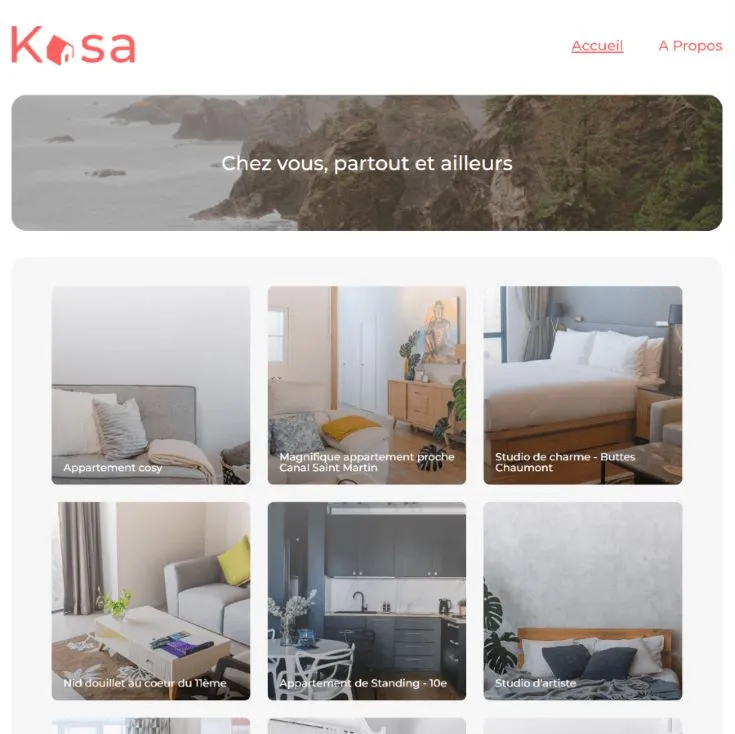 Kasa
Accueil
A Propos
Chez vous, partout et ailleurs
Appartement cosy
Magnifique appartement proche
Canal Saint Martin
Studio de charme - Buttes
Chaumont
Nid douillet au coeur du 11ème
Appartement de Standing - 10e
Studio d'artiste